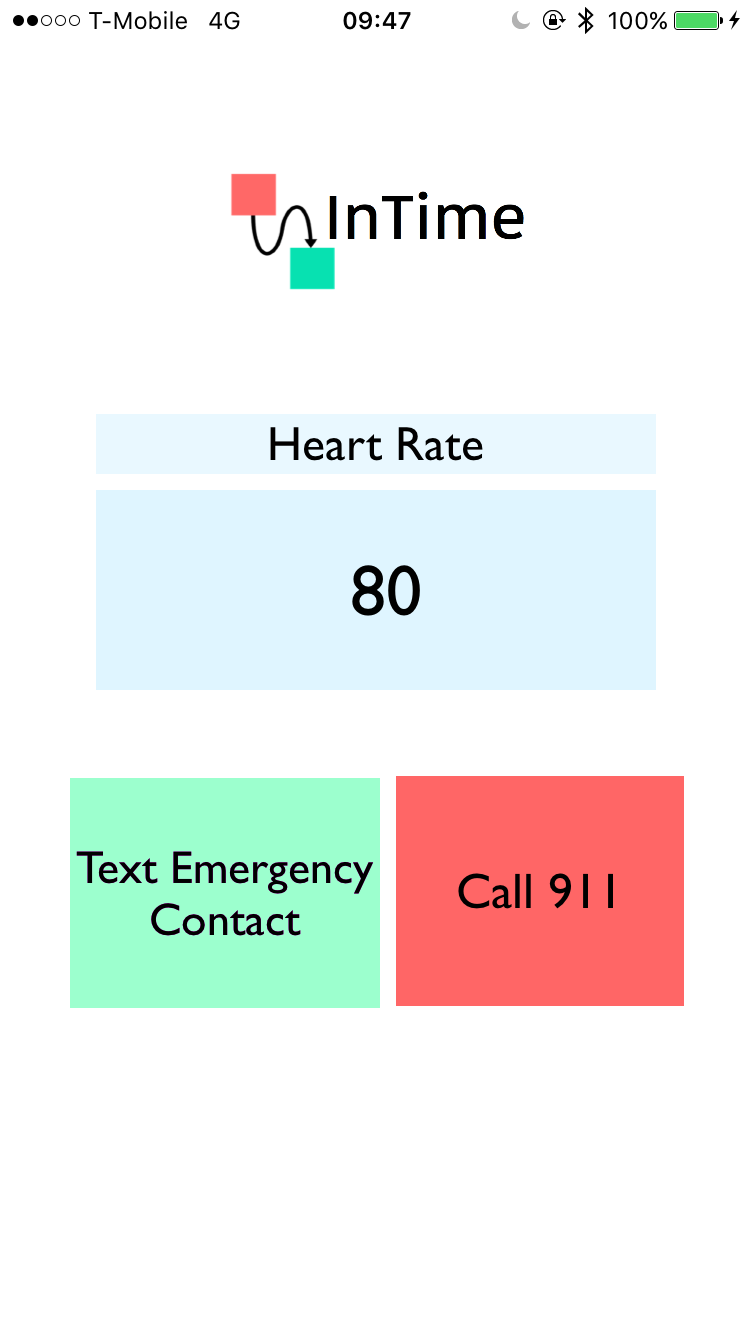 T-Mobile 4G 09:47 100%
InTime
Heart Rate
80
Text Emergency
Contact
Call 911